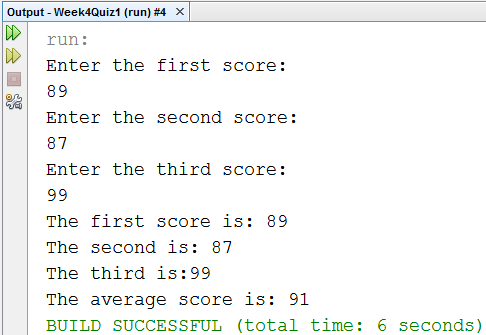 Output - Week4Quiz1 (run) #4 ×
run:
Enter the first score:
89
Enter the second score:
87
Enter the third score:
99
The first score is: 89
The second is: 87
The third is:99
The average score is: 91
BUILD SUCCESSFUL (total time: 6 seconds)